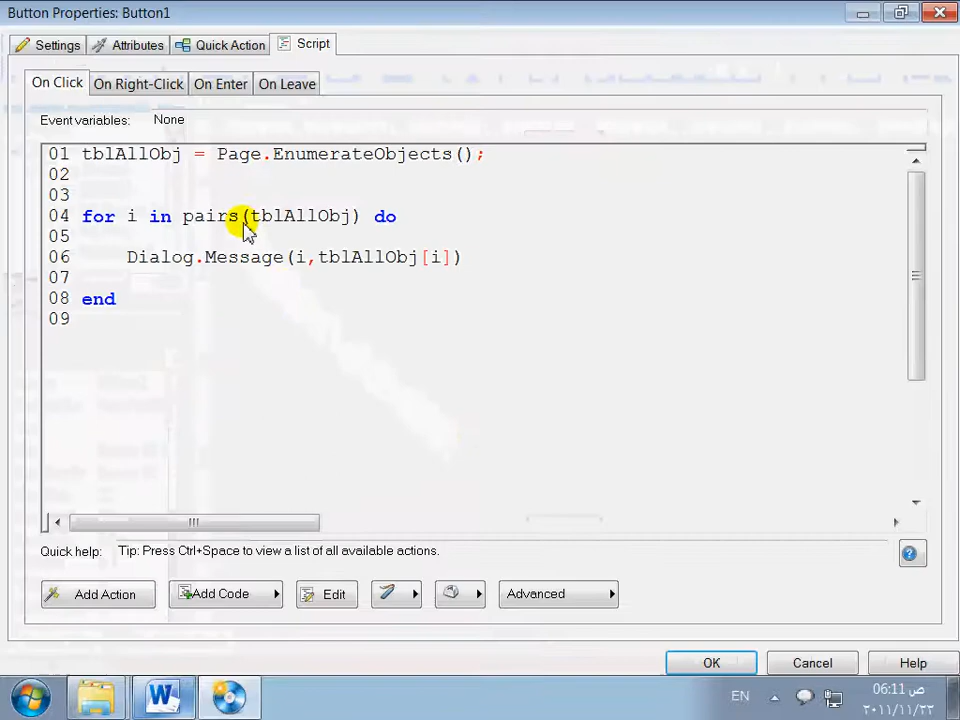 Button Properties: Button1
Settings Attributes Quick Action Script
On Click On Right-Click On Enter On Leave
Event variables: None
01 tblAllObj = Page.EnumerateObjects();
02
03
04 for i in pairs(tblAllObj) do
05
06 Dialog.Message(i,tblAllObj[i])
07
08 end
09
Quick help: Tip: Press Ctrl+Space to view a list of all available actions.
Add Action Add Code Edit Advanced
OK Cancel Help
EN 06:11 ص
٢٠١١/١١/٢٢